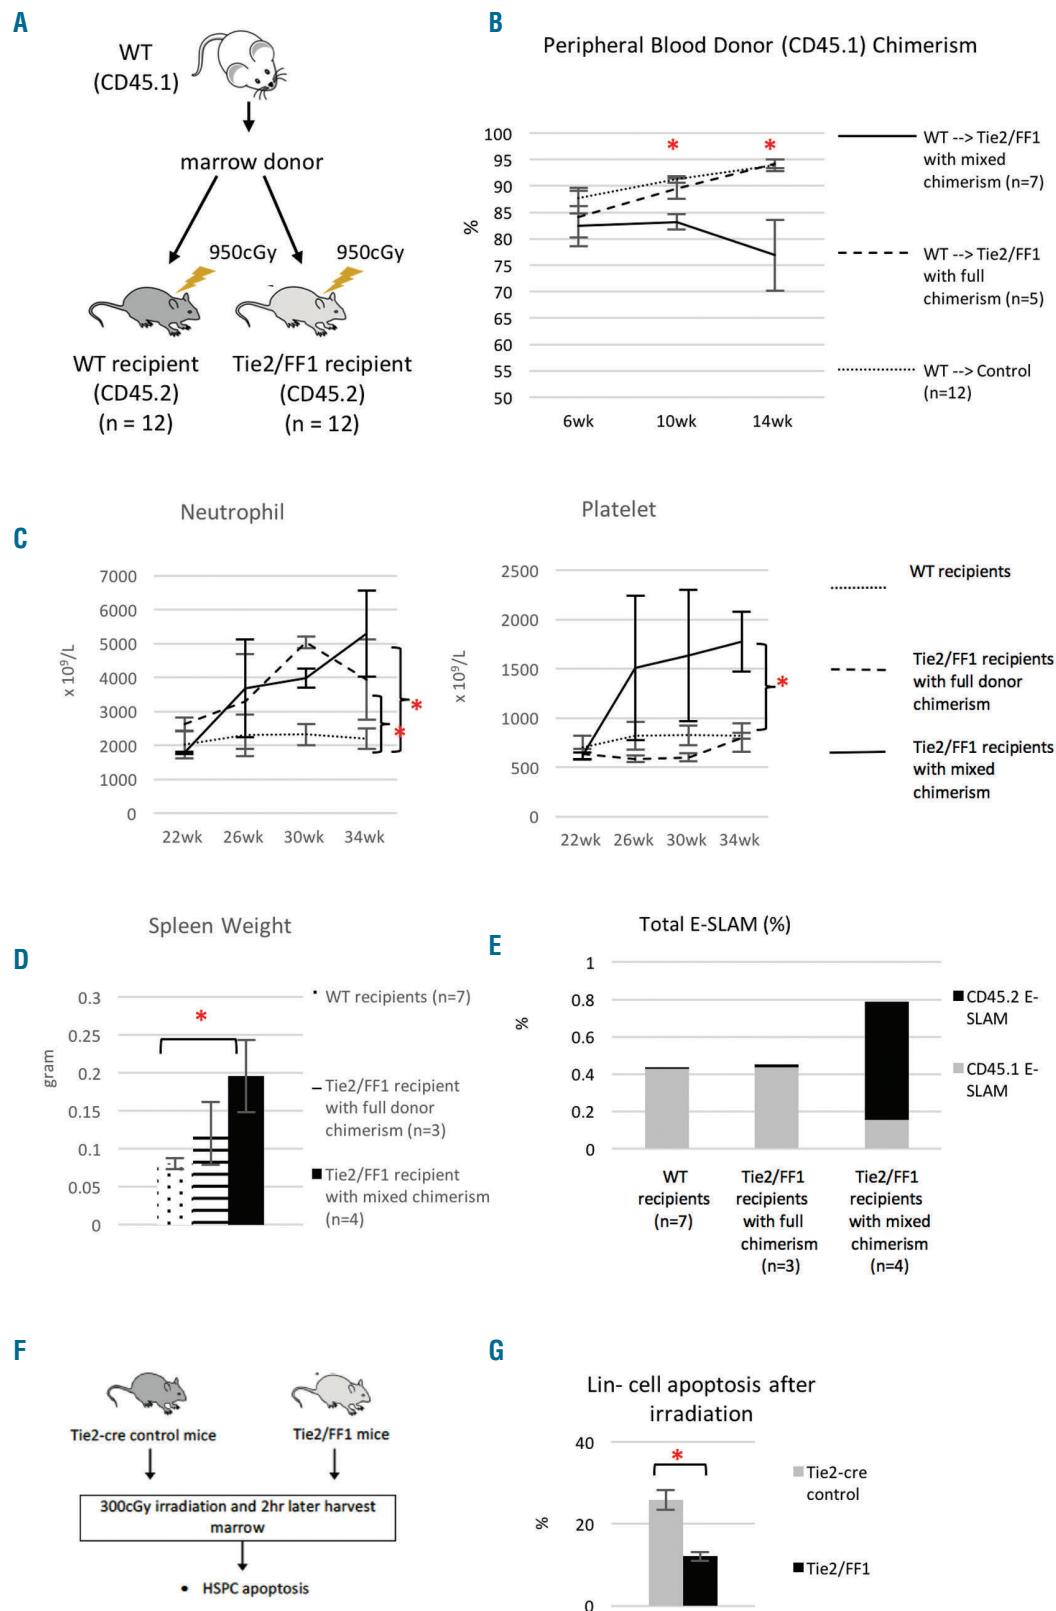 A
WT
(CD45.1)
marrow donor
950cGy
950cGy
WT recipient
(CD45.2)
(n = 12)
Tie2/FF1 recipient
(CD45.2)
(n = 12)
B
Peripheral Blood Donor (CD45.1) Chimerism
%
100
95
90
85
80
75
70
65
60
55
50
*
*
6wk
10wk
14wk
WT --> Tie2/FF1
with mixed
chimerism (n=7)
WT --> Tie2/FF1
with full
chimerism (n=5)
WT --> Control
(n=12)
C
Neutrophil
x 10⁹/L
7000
6000
5000
4000
3000
2000
1000
0
22wk
26wk
30wk
34wk
*
*
Platelet
x 10⁹/L
2500
2000
1500
1000
500
0
22wk
26wk
30wk
34wk
*
WT recipients
Tie2/FF1 recipients
with full donor
chimerism
Tie2/FF1 recipients
with mixed
chimerism
D
Spleen Weight
gram
0.3
0.25
0.2
0.15
0.1
0.05
0
*
WT recipients (n=7)
Tie2/FF1 recipient
with full donor
chimerism (n=3)
Tie2/FF1 recipient
with mixed chimerism
(n=4)
E
Total E-SLAM (%)
%
1
0.8
0.6
0.4
0.2
0
WT
recipients
(n=7)
Tie2/FF1
recipients
with full
chimerism
(n=3)
Tie2/FF1
recipients
with mixed
chimerism
(n=4)
CD45.2 E-
SLAM
CD45.1 E-
SLAM
F
Tie2-cre control mice
Tie2/FF1 mice
300cGy irradiation and 2hr later harvest
marrow
• HSPC apoptosis
G
Lin- cell apoptosis after
irradiation
%
40
20
0
*
Tie2-cre
control
Tie2/FF1